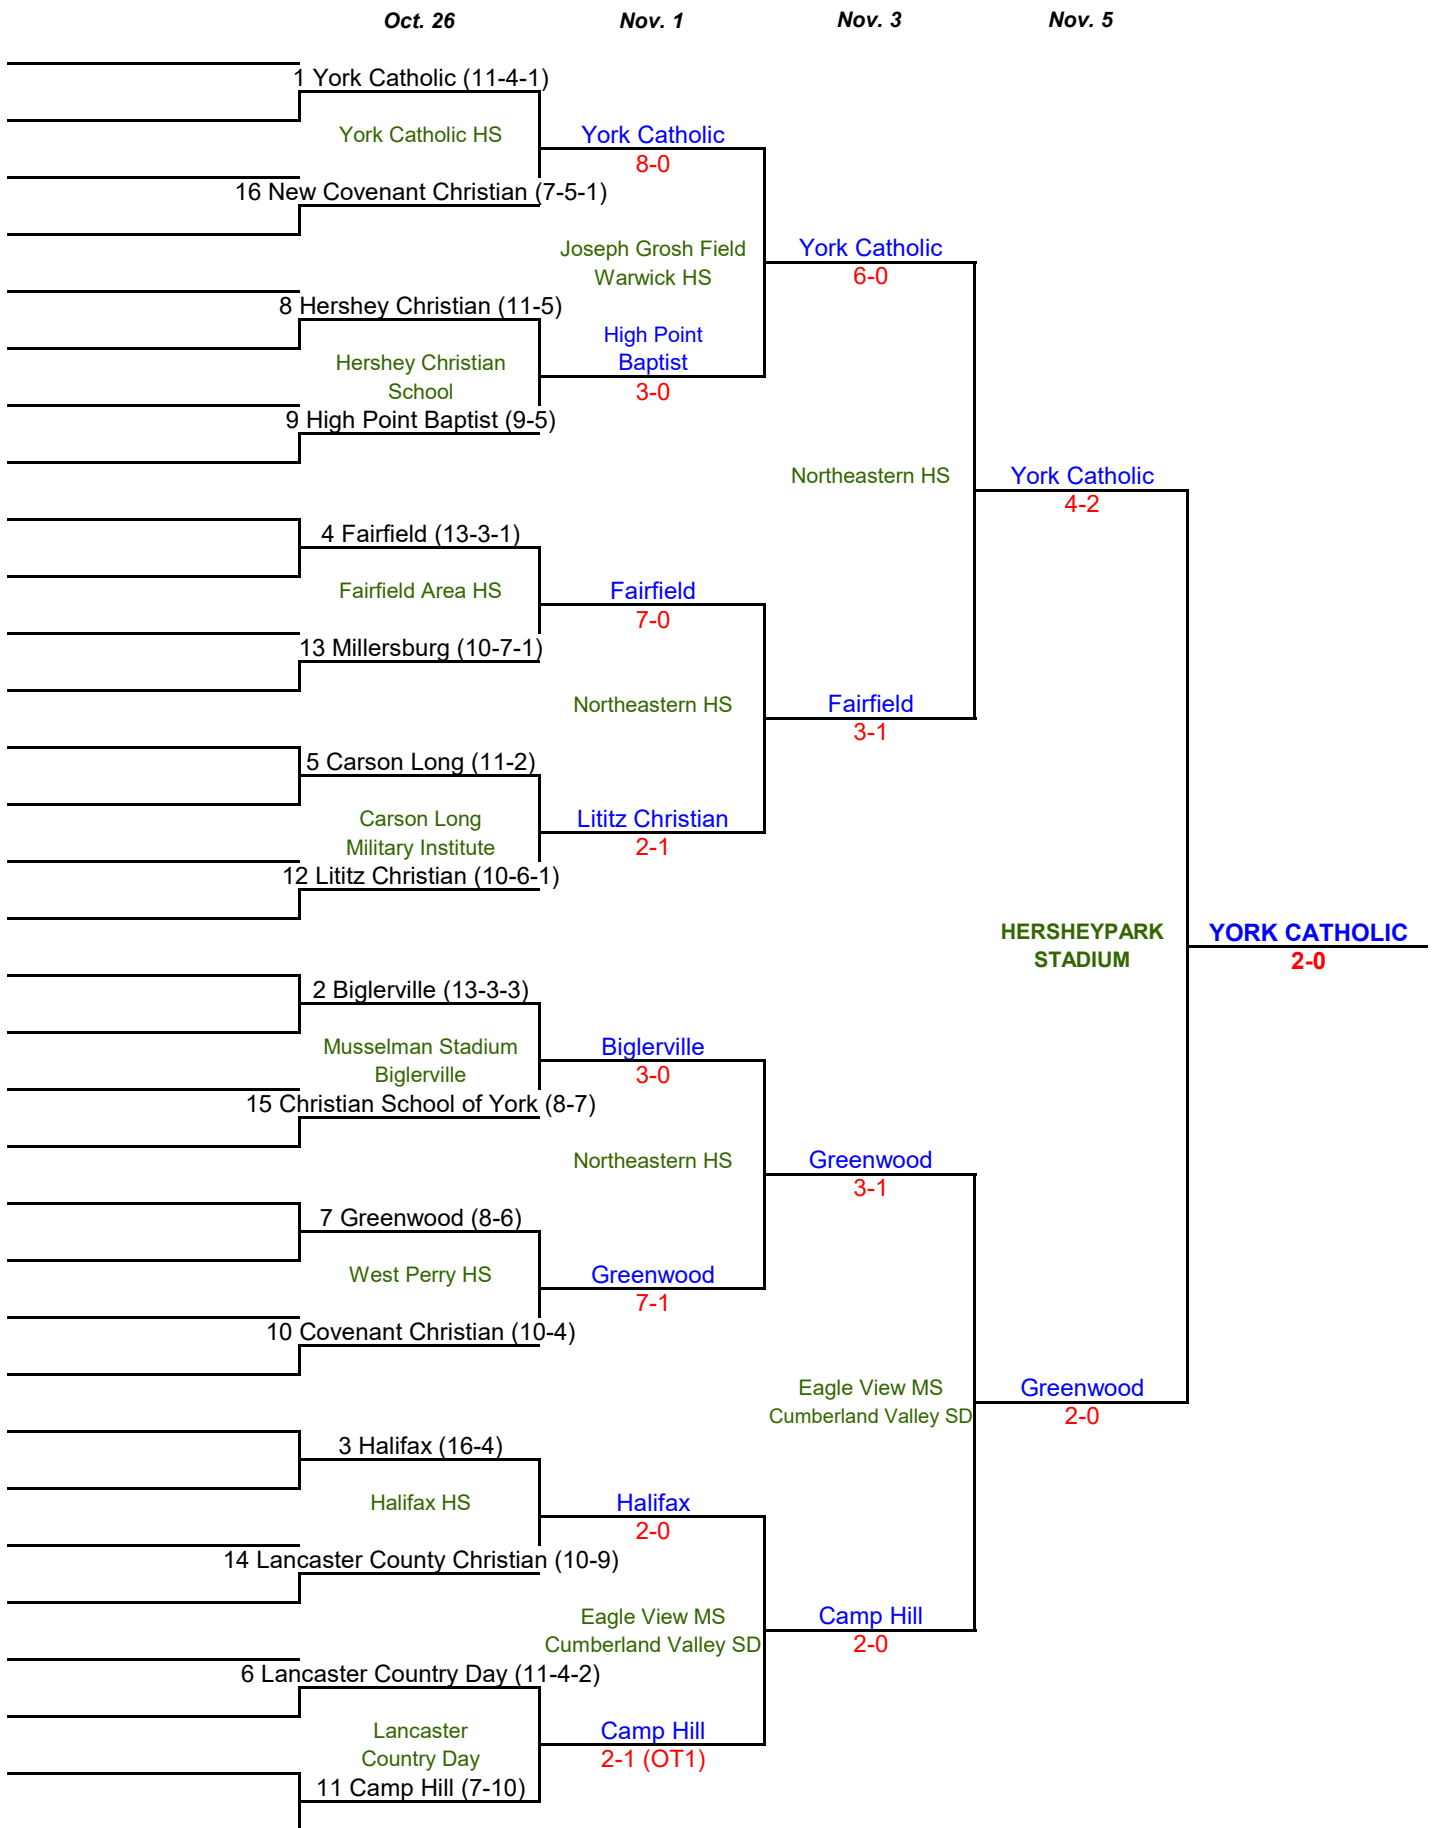 Oct. 26
Nov. 1
Nov. 3
Nov. 5
1 York Catholic (11-4-1)
York Catholic HS
York Catholic
8-0
16 New Covenant Christian (7-5-1)
Joseph Grosh Field
Warwick HS
York Catholic
6-0
8 Hershey Christian (11-5)
High Point
Baptist
3-0
Hershey Christian
School
9 High Point Baptist (9-5)
Northeastern HS
York Catholic
4-2
4 Fairfield (13-3-1)
Fairfield Area HS
Fairfield
7-0
13 Millersburg (10-7-1)
Northeastern HS
Fairfield
3-1
5 Carson Long (11-2)
Carson Long
Military Institute
Lititz Christian
2-1
12 Lititz Christian (10-6-1)
HERSHEYPARK
STADIUM
YORK CATHOLIC
2-0
2 Biglerville (13-3-3)
Musselman Stadium
Biglerville
Biglerville
3-0
15 Christian School of York (8-7)
Northeastern HS
Greenwood
3-1
7 Greenwood (8-6)
West Perry HS
Greenwood
7-1
10 Covenant Christian (10-4)
Eagle View MS
Cumberland Valley SD
Greenwood
2-0
3 Halifax (16-4)
Halifax HS
Halifax
2-0
14 Lancaster County Christian (10-9)
Eagle View MS
Cumberland Valley SD
Camp Hill
2-0
6 Lancaster Country Day (11-4-2)
Lancaster
Country Day
Camp Hill
2-1 (OT1)
11 Camp Hill (7-10)